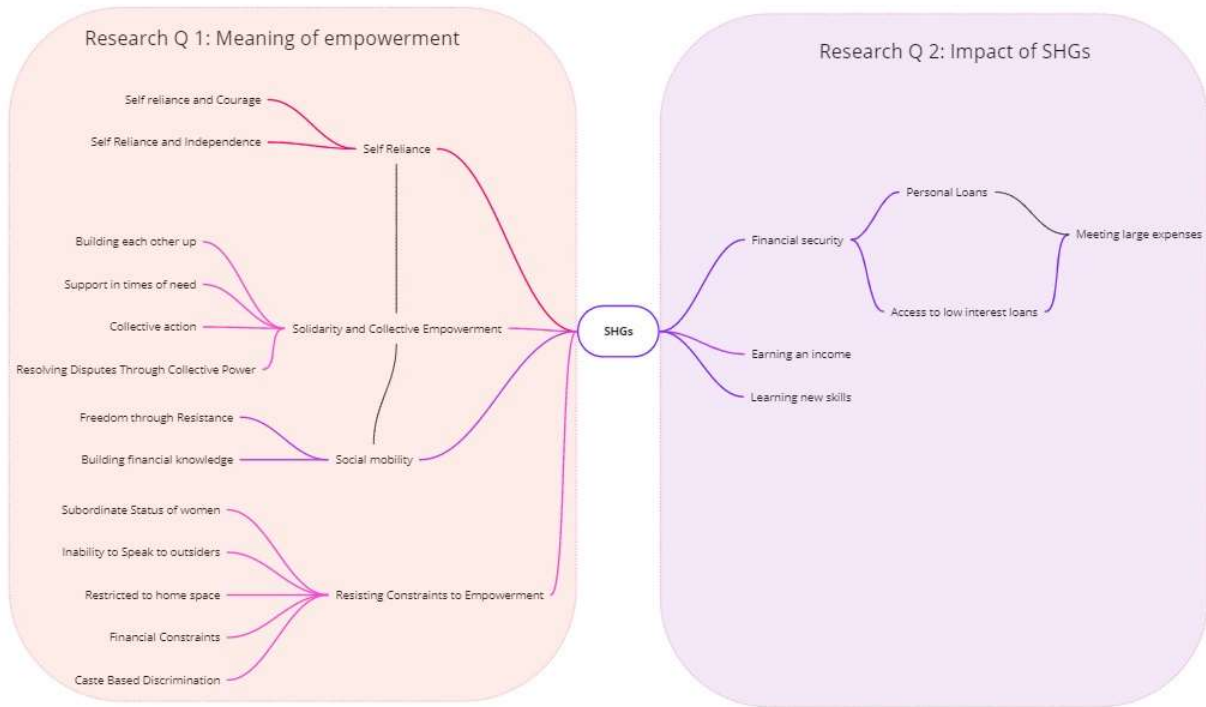 Research Q 1: Meaning of empowerment
Self reliance and Courage
Self Reliance and Independence
Self Reliance
Building each other up
Support in times of need
Collective action
Resolving Disputes Through Collective Power
Solidarity and Collective Empowerment
Freedom through Resistance
Building financial knowledge
Social mobility
Subordinate Status of women
Inability to Speak to outsiders
Restricted to home space
Financial Constraints
Caste Based Discrimination
Resisting Constraints to Empowerment
SHGs
Research Q 2: Impact of SHGs
Financial security
Personal Loans
Access to low interest loans
Meeting large expenses
Earning an income
Learning new skills